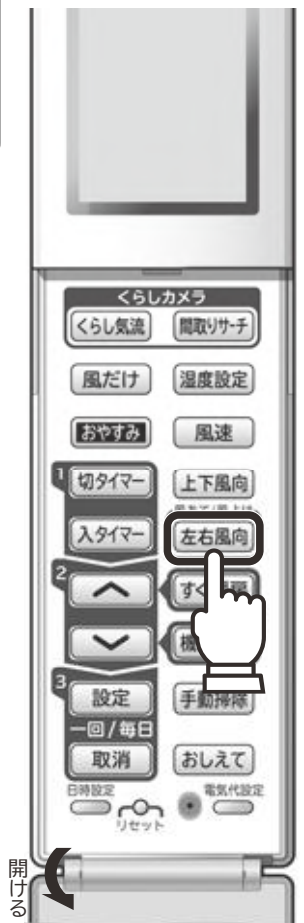 くらしカメラ
くらし気流 間取りサーチ
風だけ 湿度設定
おやすみ 風速
1 切タイマー 上下風向
入タイマー 左右風向
2
3 設定 手動掃除
一回/毎日
取消 おしえて
日時設定 電気代設定
リセット
開ける